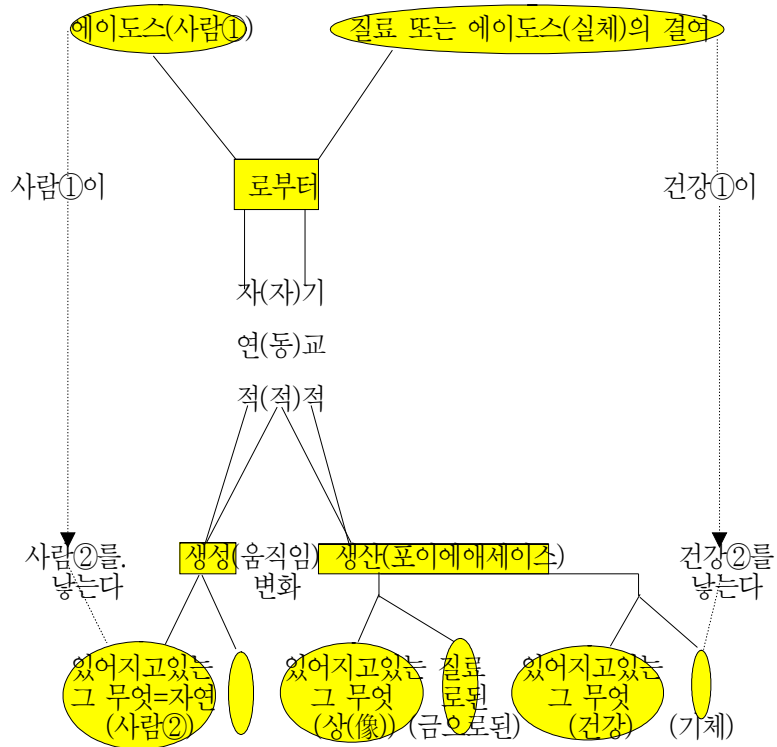 에이도스(사람①)
질료 또는 에이도스(실체)의 결여
사람①이
로부터
건강①이
자(자)기
연(동)교
적(적)적
사람②를.
낳는다
생성(움직임)
변화
생산(포이에애세이스)
건강②를
낳는다
있어지고있는
그 무엇=자연
(사람②)
있어지고있는
그 무엇
(상(像))
질료
로된
(금으로된)
있어지고있는
그 무엇
(건강)
(기체)